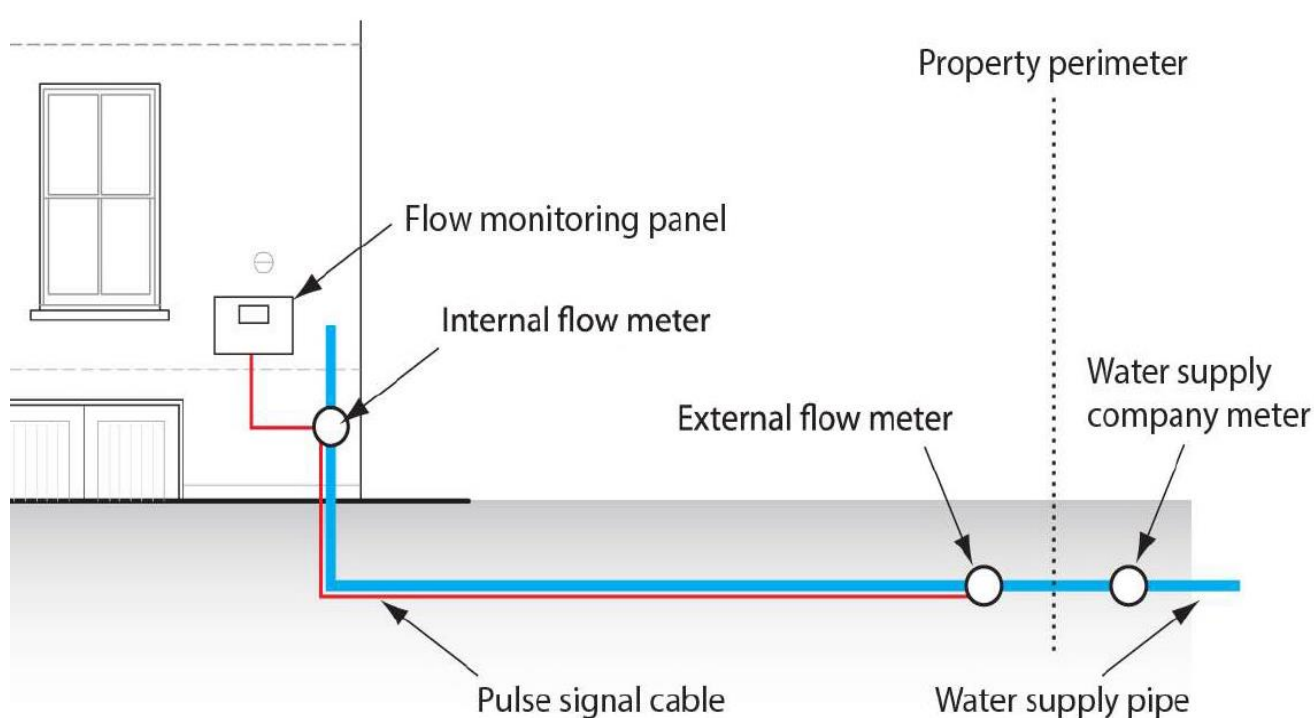 Property perimeter
Flow monitoring panel
Internal flow meter
Water supply
company meter
External flow meter
Pulse signal cable
Water supply pipe